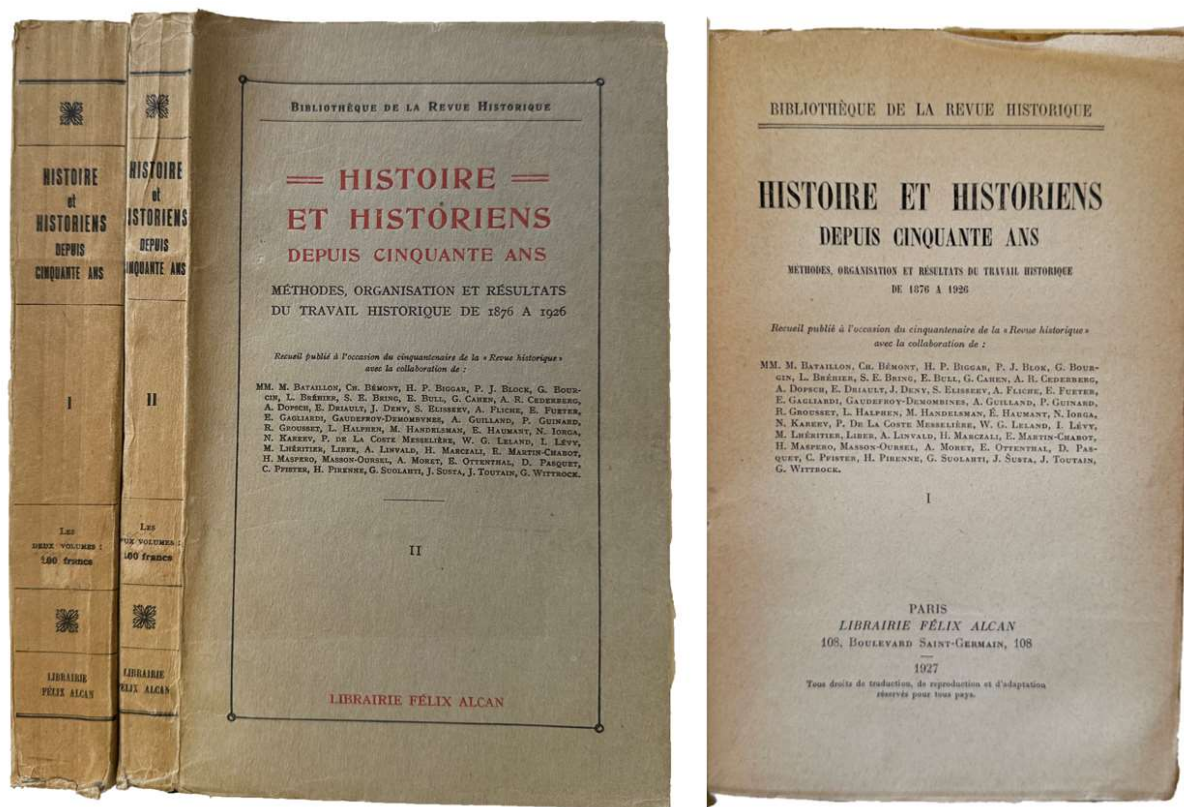 HISTOIRE
et
HISTORIENS
DEPUIS
CINQUANTE ANS
I
Les
DEUX VOLUMES :
100 francs
LIBRAIRIE
FÉLIX ALCAN
HISTOIRE
et
ISTORIENS
DEPUIS
INQUANTE ANS
II
Les
UX VOLUMES :
100 francs
LIBRAIRIE
FÉLIX ALCAN
BIBLIOTHÈQUE DE LA REVUE HISTORIQUE
HISTOIRE
ET HISTORIENS
DEPUIS CINQUANTE ANS
MÉTHODES, ORGANISATION ET RÉSULTATS
DU TRAVAIL HISTORIQUE DE 1876 A 1926
Recueil publié à l'occasion du cinquantenaire de la « Revue historique »
avec la collaboration de :
MM. M. BATAILLON, CH. BÉMONT, H. P. BIGGAR, P. J. BLOCK, G. BOUR-
GIN, L. BRÉHIER, S. E. BRING, E. BULL, G. CAHEN, A. R. CEDERBERG,
A. DOPSCH, E. DRIAULT, J. DENY, S. ELISSEEV, A. FLICHE, E. FUETER,
E. GAGLIARDI, GAUDEFROY-DEMOMBYNES, A. GUILLAND, P. GUINARD,
R. GROUSSET, L. HALPHEN, M. HANDELSMAN, E. HAUMANT, N. IORGA,
N. KAREEV, P. DE LA COSTE MESSELIÈRE, W. G. LELAND, I. LÉVY,
M. LHÉRITIER, LIBER, A. LINVALD, H. MARCZALI, E. MARTIN-CHABOT,
H. MASPERO, MASSON-OURSEL, A. MORET, E. OTTENTHAL, D. PASQUET,
C. PFISTER, H. PIRENNE, G. SUOLAHTI, J. SUSTA, J. TOUTAIN, G. WITTROCK.
II
LIBRAIRIE FÉLIX ALCAN
BIBLIOTHÈQUE DE LA REVUE HISTORIQUE
HISTOIRE ET HISTORIENS
DEPUIS CINQUANTE ANS
MÉTHODES, ORGANISATION ET RÉSULTATS DU TRAVAIL HISTORIQUE
DE 1876 A 1926
Recueil publié à l'occasion du cinquantenaire de la « Revue historique »
avec la collaboration de :
MM. M. BATAILLON, CH. BÉMONT, H. P. BIGGAR, P. J. BLOK, G. BOUR-
GIN, L. BRÉHIER, S. E. BRING, E. BULL, G. CAHEN, A. R. CEDERBERG,
A. DOPSCH, E. DRIAULT, J. DENY, S. ELISSEEV, A. FLICHE, E. FUETER,
E. GAGLIARDI, GAUDEFROY-DEMOMBINES, A. GUILLAND, P. GUINARD,
R. GROUSSET, L. HALPHEN, M. HANDELSMAN, É. HAUMANT, N. IORGA,
N. KAREEV, P. DE LA COSTE MESSELIÈRE, W. G. LELAND, I. LÉVY,
M. LHÉRITIER, LIBER, A. LINVALD, H. MARCZALI, E. MARTIN-CHABOT,
H. MASPERO, MASSON-OURSEL, A. MORET, E. OTTENTHAL, D. PAS-
QUET, C. PFISTER, H. PIRENNE, G. SUOLAHTI, J. ŠUSTA, J. TOUTAIN,
G. WITTROCK.
I
PARIS
LIBRAIRIE FÉLIX ALCAN
108, BOULEVARD SAINT-GERMAIN, 108
1927
Tous droits de traduction, de reproduction et d'adaptation
réservés pour tous pays.